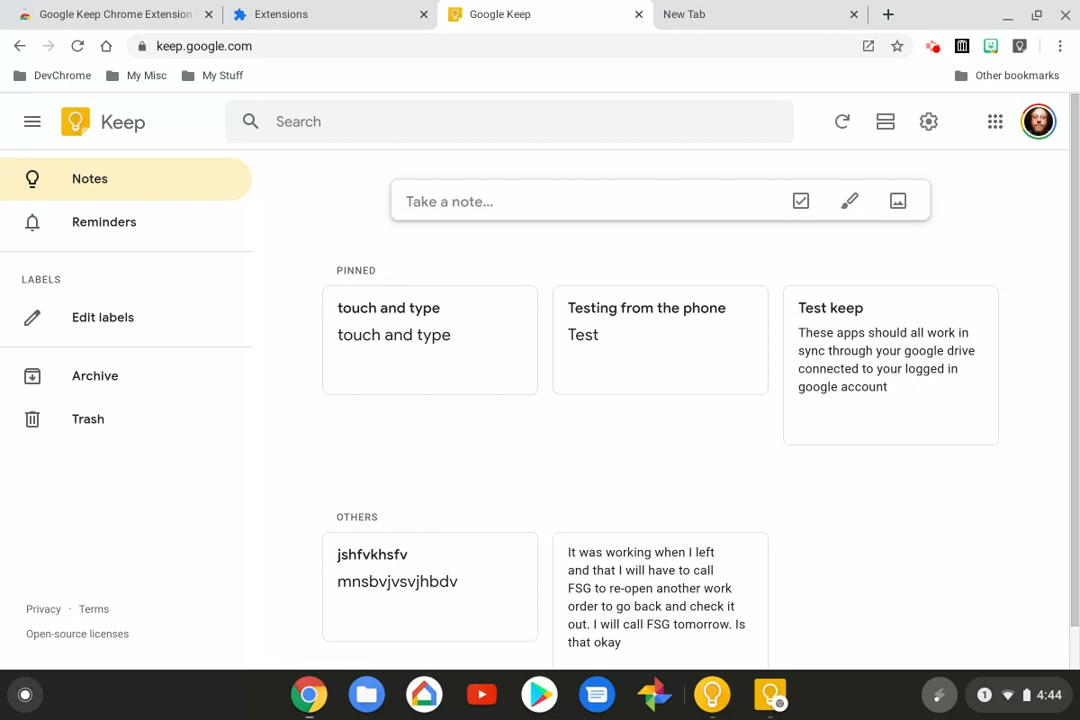 Google Keep Chrome Extension
Extensions
Google Keep
New Tab
keep.google.com
DevChrome
My Misc
My Stuff
Other bookmarks
Keep
Search
Notes
Reminders
LABELS
Edit labels
Archive
Trash
Privacy · Terms
Open-source licenses
Take a note...
PINNED
touch and type
touch and type
Testing from the phone
Test
Test keep
These apps should all work in
sync through your google drive
connected to your logged in
google account
OTHERS
jshfvkhsfv
mnsbvjvsvjhbdv
It was working when I left
and that I will have to call
FSG to re-open another work
order to go back and check it
out. I will call FSG tomorrow. Is
that okay
1
4:44